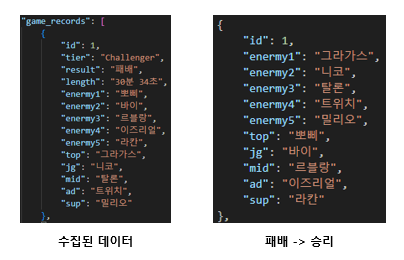 "game_records": [
{
"id": 1,
"tier": "Challenger",
"result": "패배",
"length": "30분 34초",
"enermy1": "뽀삐",
"enermy2": "바이",
"enermy3": "르블랑",
"enermy4": "이즈리얼",
"enermy5": "라칸",
"top": "그라가스",
"jg": "니코",
"mid": "탈론",
"ad": "트위치",
"sup": "밀리오"
},
수집된 데이터
{
"id": 1,
"enermy1": "그라가스",
"enermy2": "니코",
"enermy3": "탈론",
"enermy4": "트위치",
"enermy5": "밀리오",
"top": "뽀삐",
"jg": "바이",
"mid": "르블랑",
"ad": "이즈리얼",
"sup": "라칸"
},
패배 -> 승리